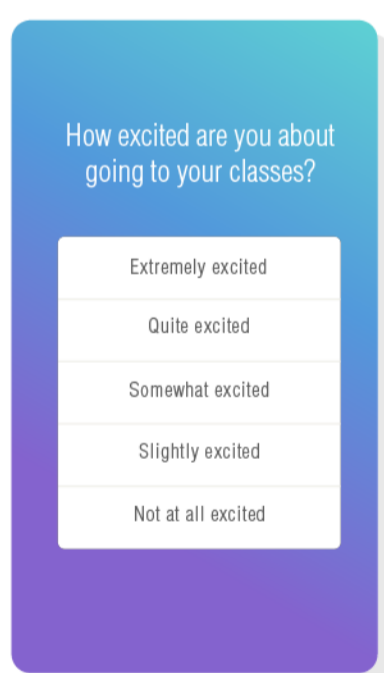 How excited are you about
going to your classes?
Extremely excited
Quite excited
Somewhat excited
Slightly excited
Not at all excited